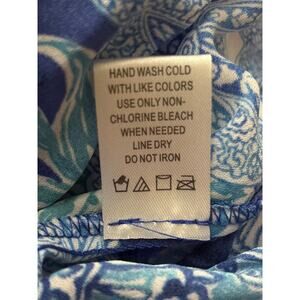 HAND WASH COLD
WITH LIKE COLORS
USE ONLY NON-
CHLORINE BLEACH
WHEN NEEDED
LINE DRY
DO NOT IRON